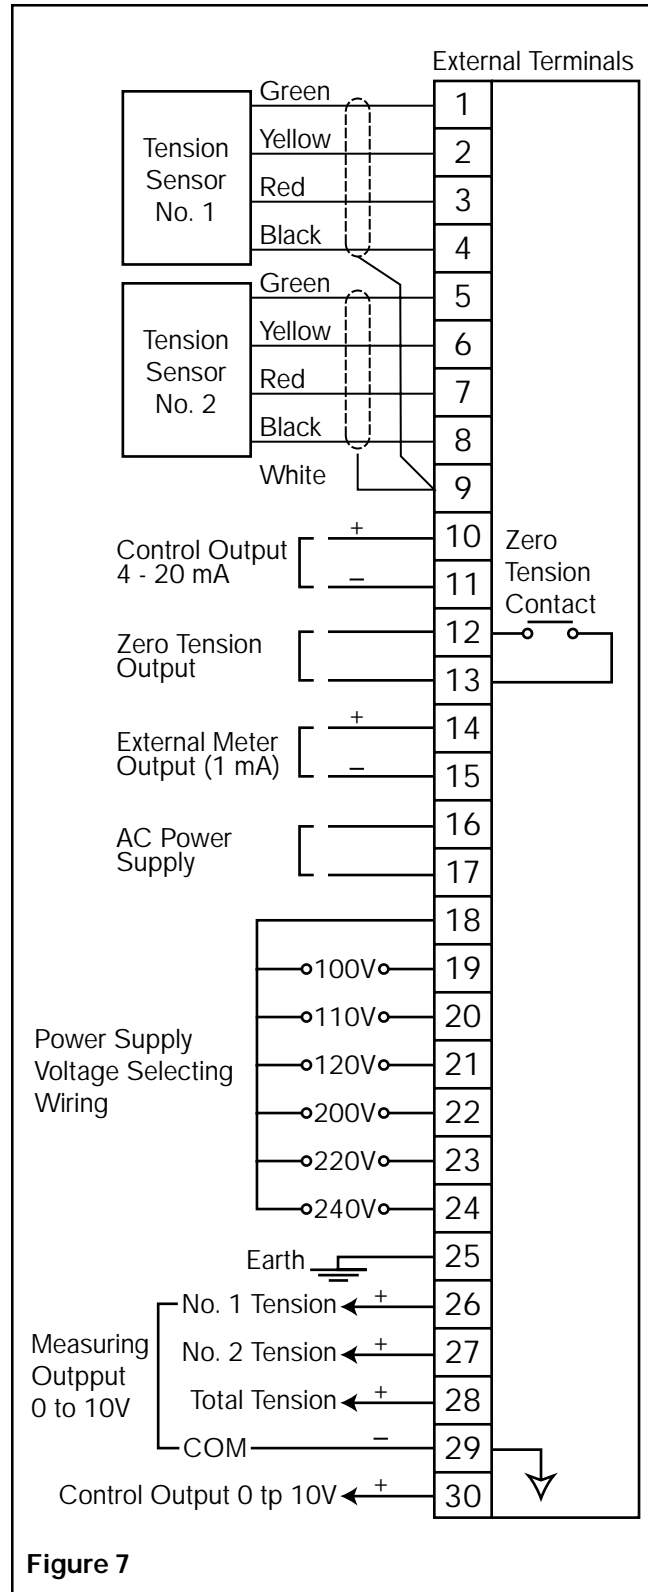 External Terminals
Green
1
Yellow
2
Tension
Sensor
No. 1
Red
3
Black
4
Green
5
Yellow
6
Tension
Sensor
No. 2
Red
7
Black
8
White
9
Control Output
4 - 20 mA
+
10
–
11
Zero
Tension
Contact
Zero Tension
Output
12
13
External Meter
Output (1 mA)
+
14
–
15
AC Power
Supply
16
17
18
100V
19
110V
20
Power Supply
Voltage Selecting
Wiring
120V
21
200V
22
220V
23
240V
24
Earth
25
Measuring
Outpput
0 to 10V
No. 1 Tension
+
26
No. 2 Tension
+
27
Total Tension
+
28
COM
–
29
Control Output 0 tp 10V
+
30
Figure 7